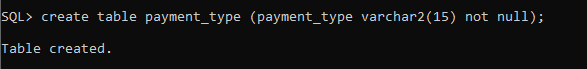 SQL> create table payment_type (payment_type varchar2(15) not null);
Table created.